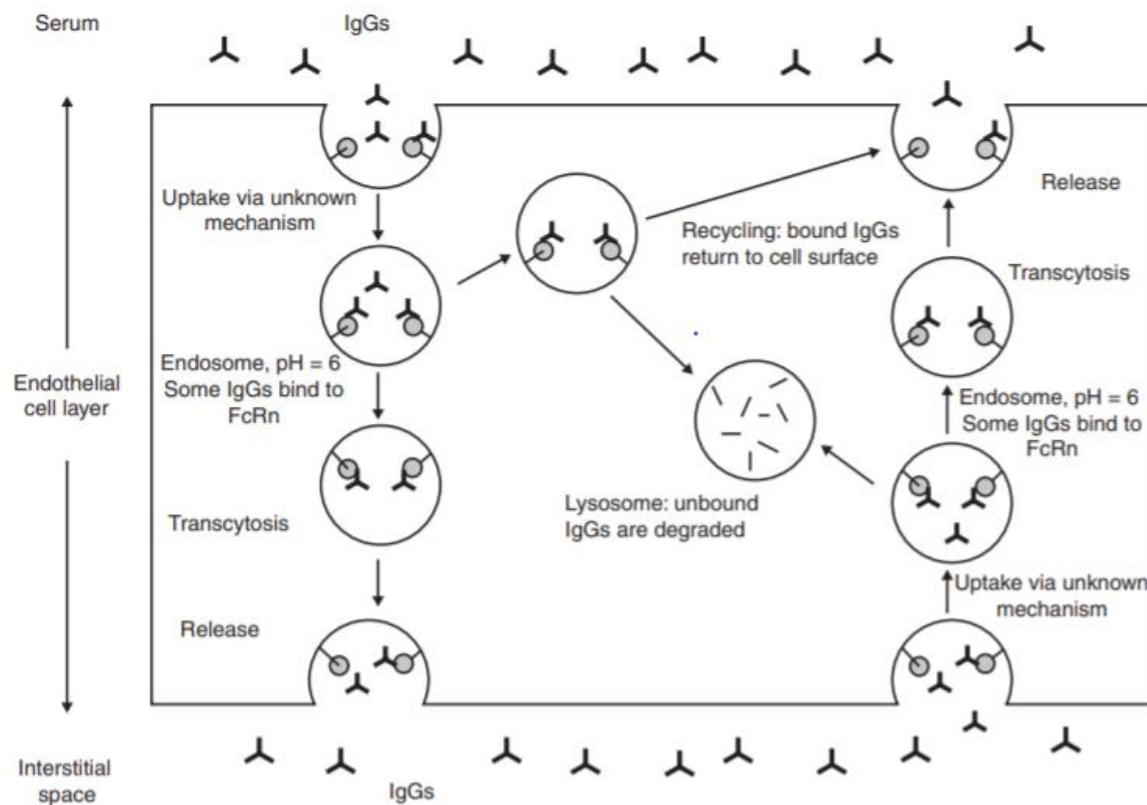 Serum
IgGs
Uptake via unknown
mechanism
Release
Recycling: bound IgGs
return to cell surface
Transcytosis
Endosome, pH = 6
Some IgGs bind to
FcRn
Endothelial
cell layer
Endosome, pH = 6
Some IgGs bind to
FcRn
Lysosome: unbound
IgGs are degraded
Transcytosis
Uptake via unknown
mechanism
Release
Interstitial
space
IgGs